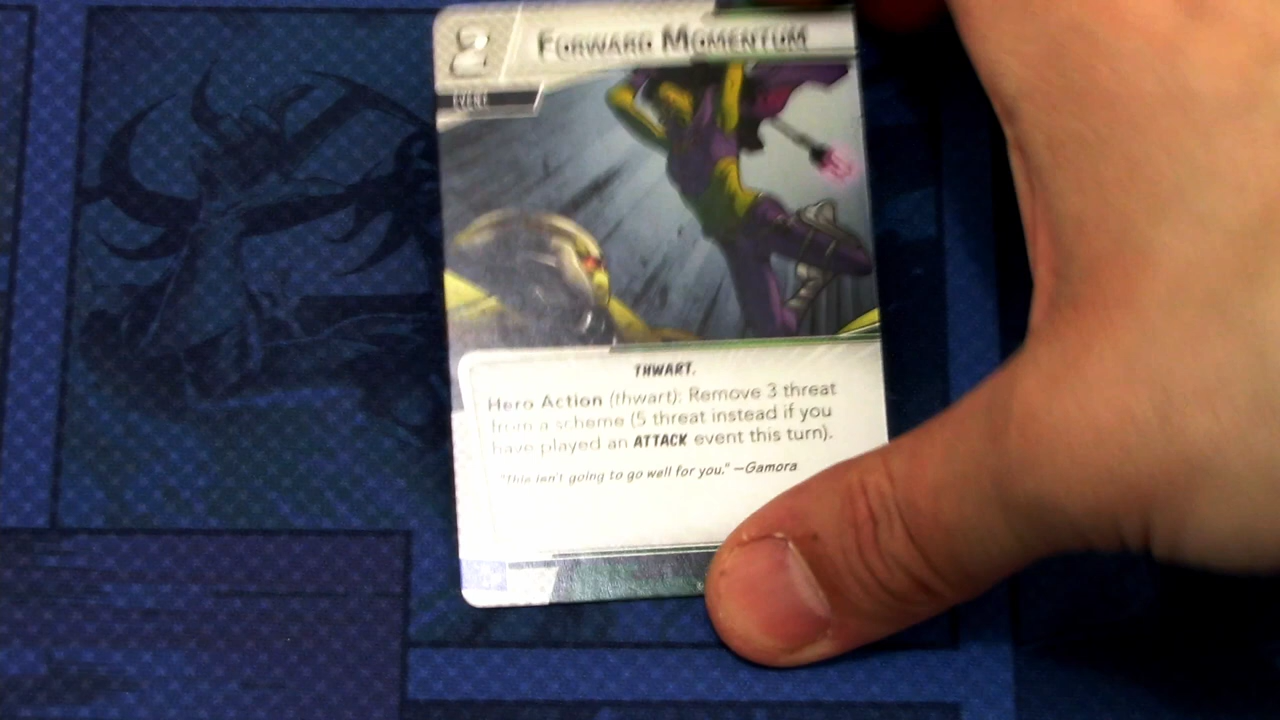 2
FORWARD MOMENTUM
EVENT
THWART.
Hero Action (thwart): Remove 3 threat
from a scheme (5 threat instead if you
have played an ATTACK event this turn).
"This isn't going to go well for you." —Gamora